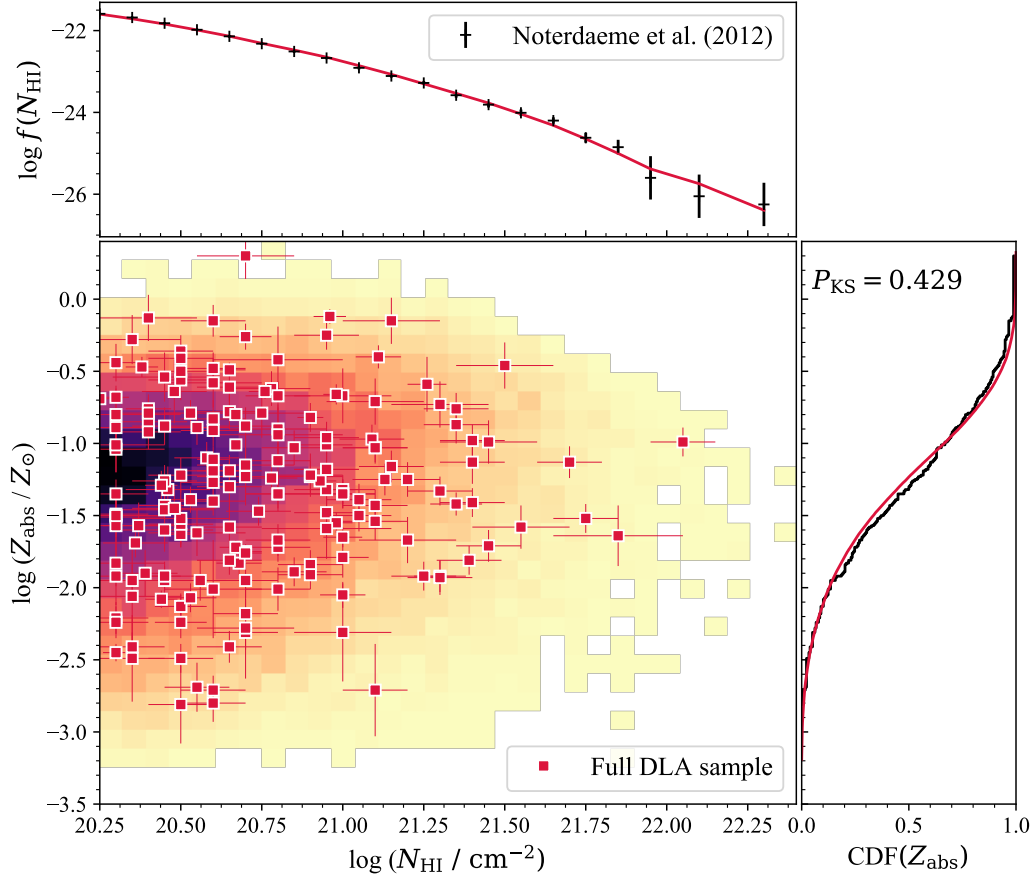 −22
−24
−26
log f (N_HI)
Noterdaeme et al. (2012)
0.0
−0.5
−1.0
−1.5
−2.0
−2.5
−3.0
−3.5
log (Z_abs / Z_⊙)
P_KS = 0.429
Full DLA sample
20.25 20.50 20.75 21.00 21.25 21.50 21.75 22.00 22.25
log (N_HI / cm⁻²)
0.0 0.5 1.0
CDF(Z_abs)